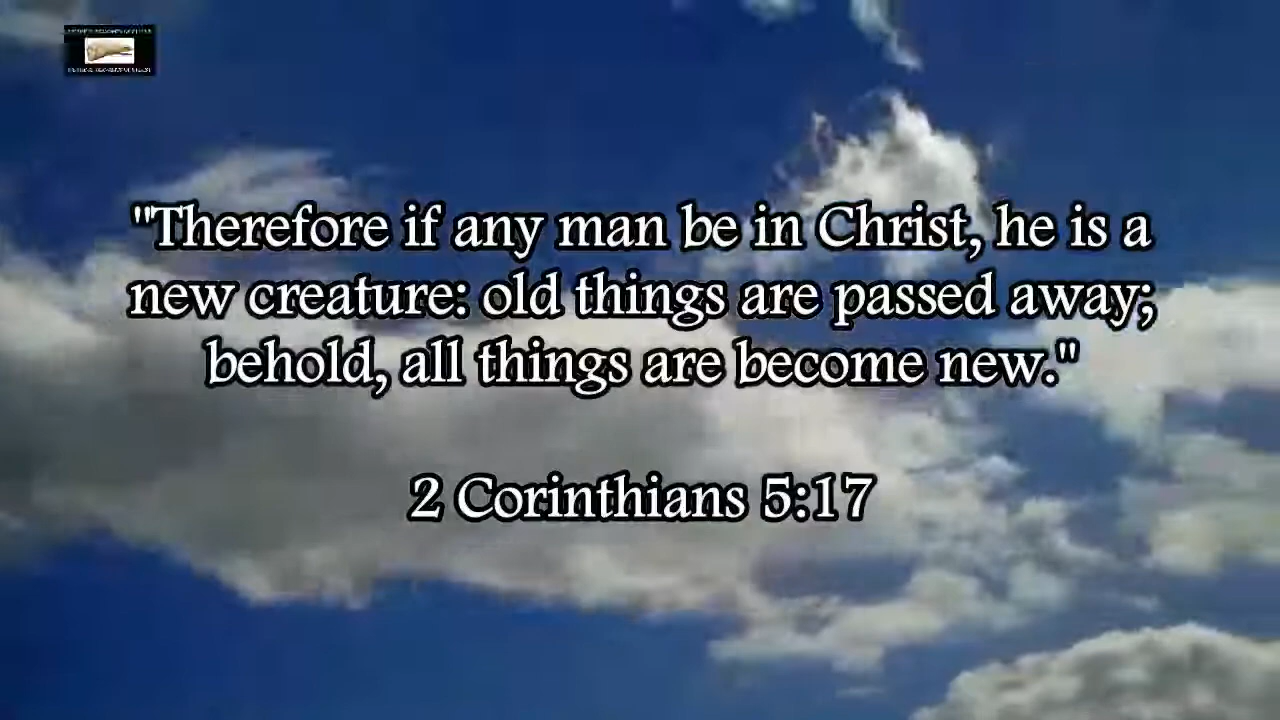 "Therefore if any man be in Christ, he is a
new creature: old things are passed away;
behold, all things are become new."
2 Corinthians 5:17